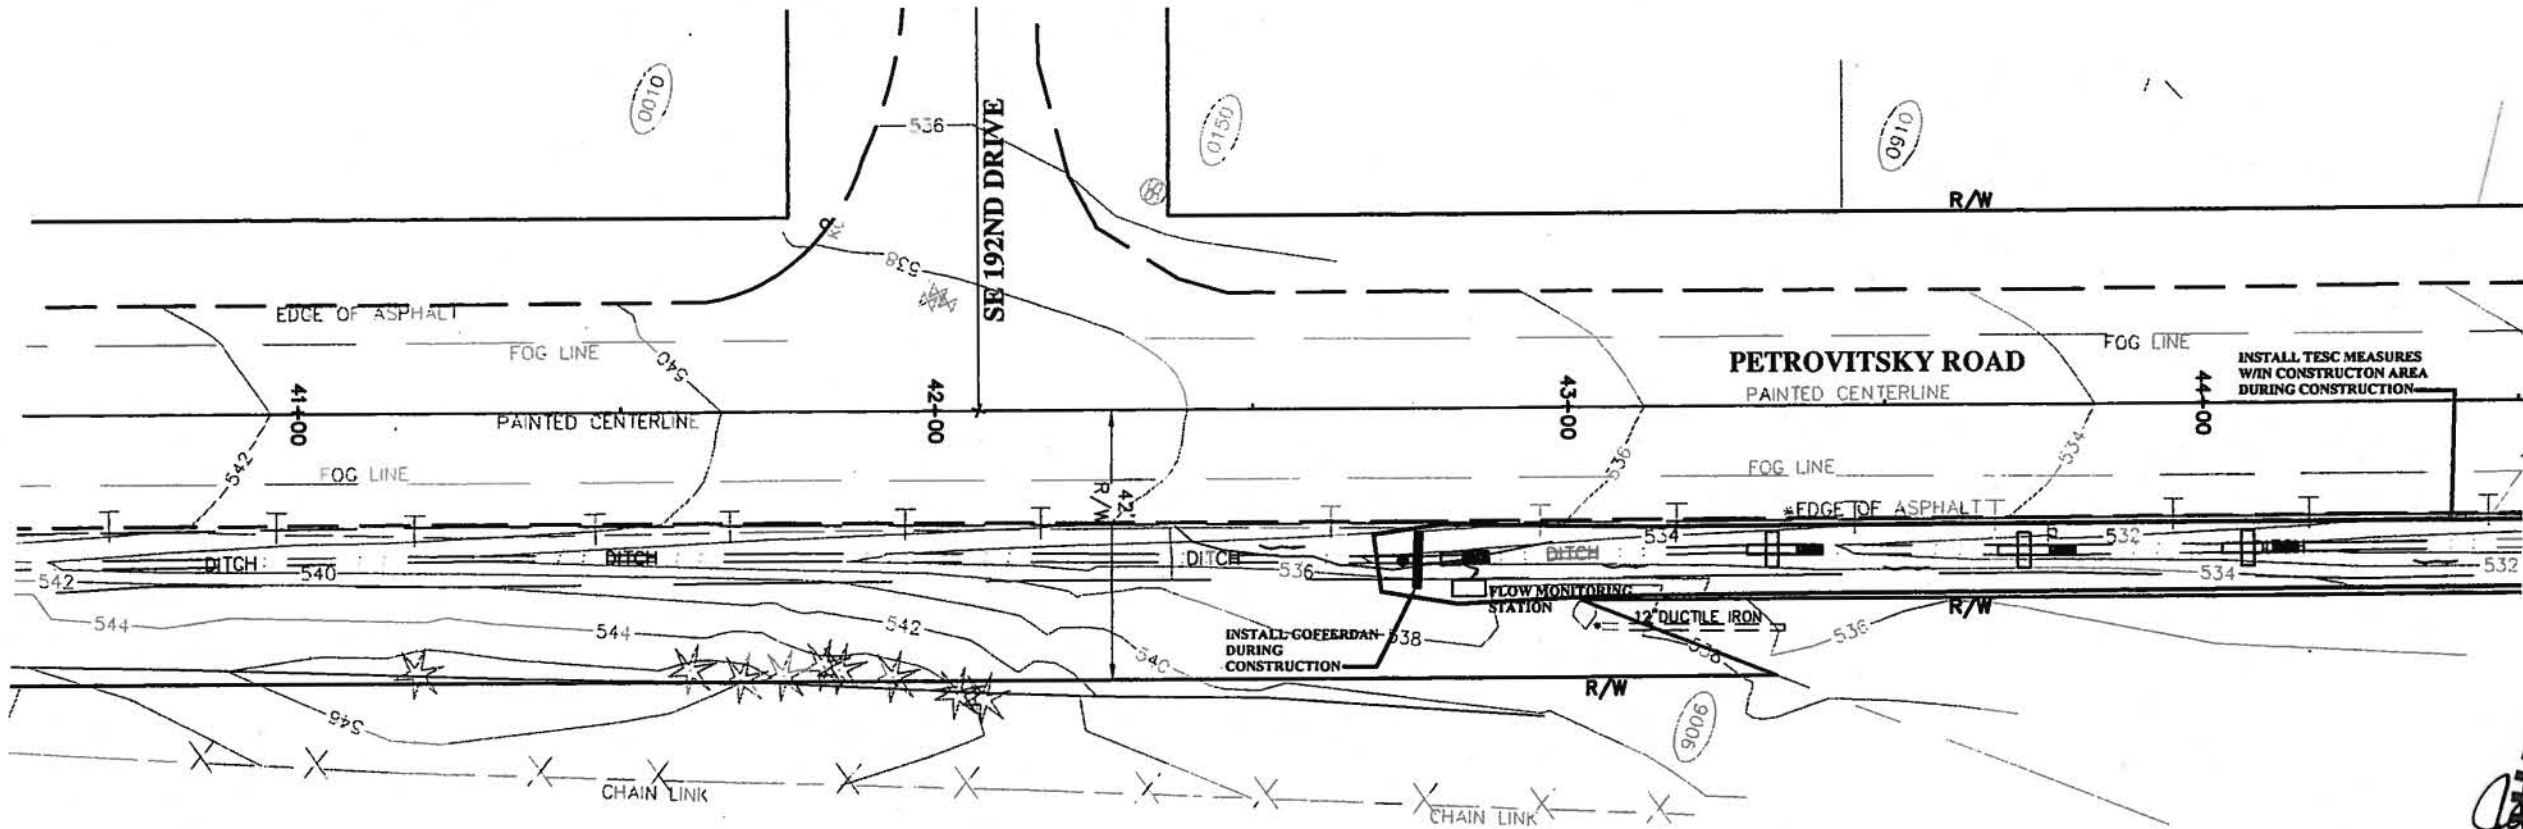 0010
0150
0910
536
SE 192ND DRIVE
R/W
538
EDGE OF ASPHALT
FOG LINE
540
PETROVITSKY ROAD
FOG LINE
INSTALL TESC MEASURES
W/IN CONSTRUCTON AREA
DURING CONSTRUCTION
41+00
42+00
43+00
44+00
PAINTED CENTERLINE
PAINTED CENTERLINE
542
FOG LINE
536
FOG LINE
534
42'
R/W
*EDGE OF ASPHALT
DITCH
DITCH
DITCH
DITCH
534
532
542
540
536
534
532
FLOW MONITORING
STATION
R/W
544
544
542
12" DUCTILE IRON
INSTALL COFFERDAN
DURING
CONSTRUCTION
538
536
540
538
R/W
546
9006
CHAIN LINK
CHAIN LINK